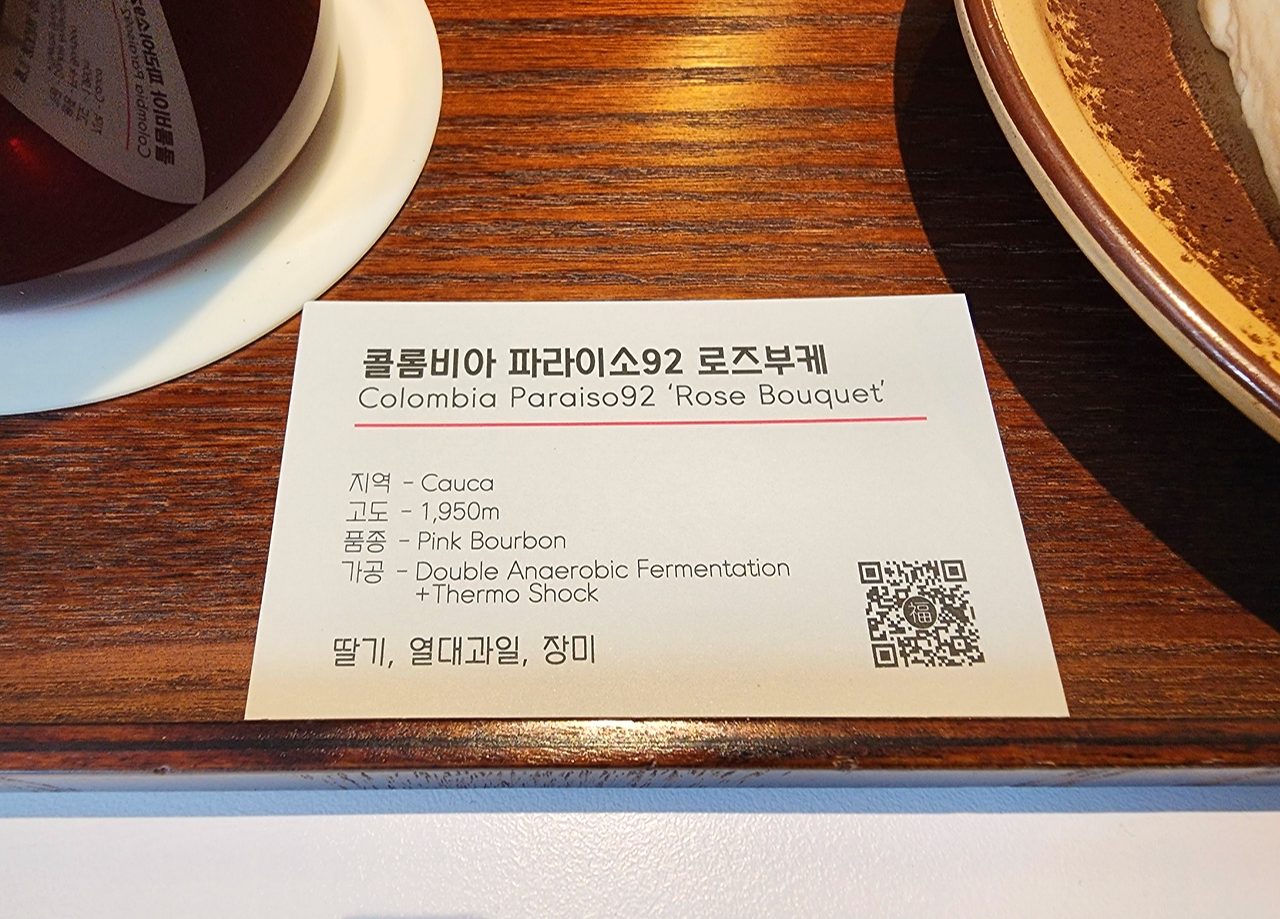 콜롬비아 파라이소92 로즈부케
Colombia Paraiso92 ‘Rose Bouquet’
지역 - Cauca
고도 - 1,950m
품종 - Pink Bourbon
가공 - Double Anaerobic Fermentation
+Thermo Shock
딸기, 열대과일, 장미
福